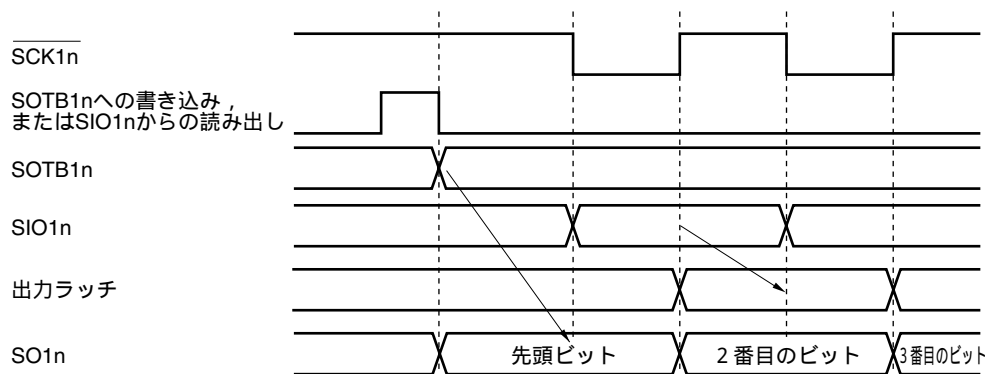 SCK1n
SOTB1nへの書き込み，
またはSIO1nからの読み出し
SOTB1n
SIO1n
出力ラッチ
SO1n
先頭ビット
２番目のビット
3番目のビット